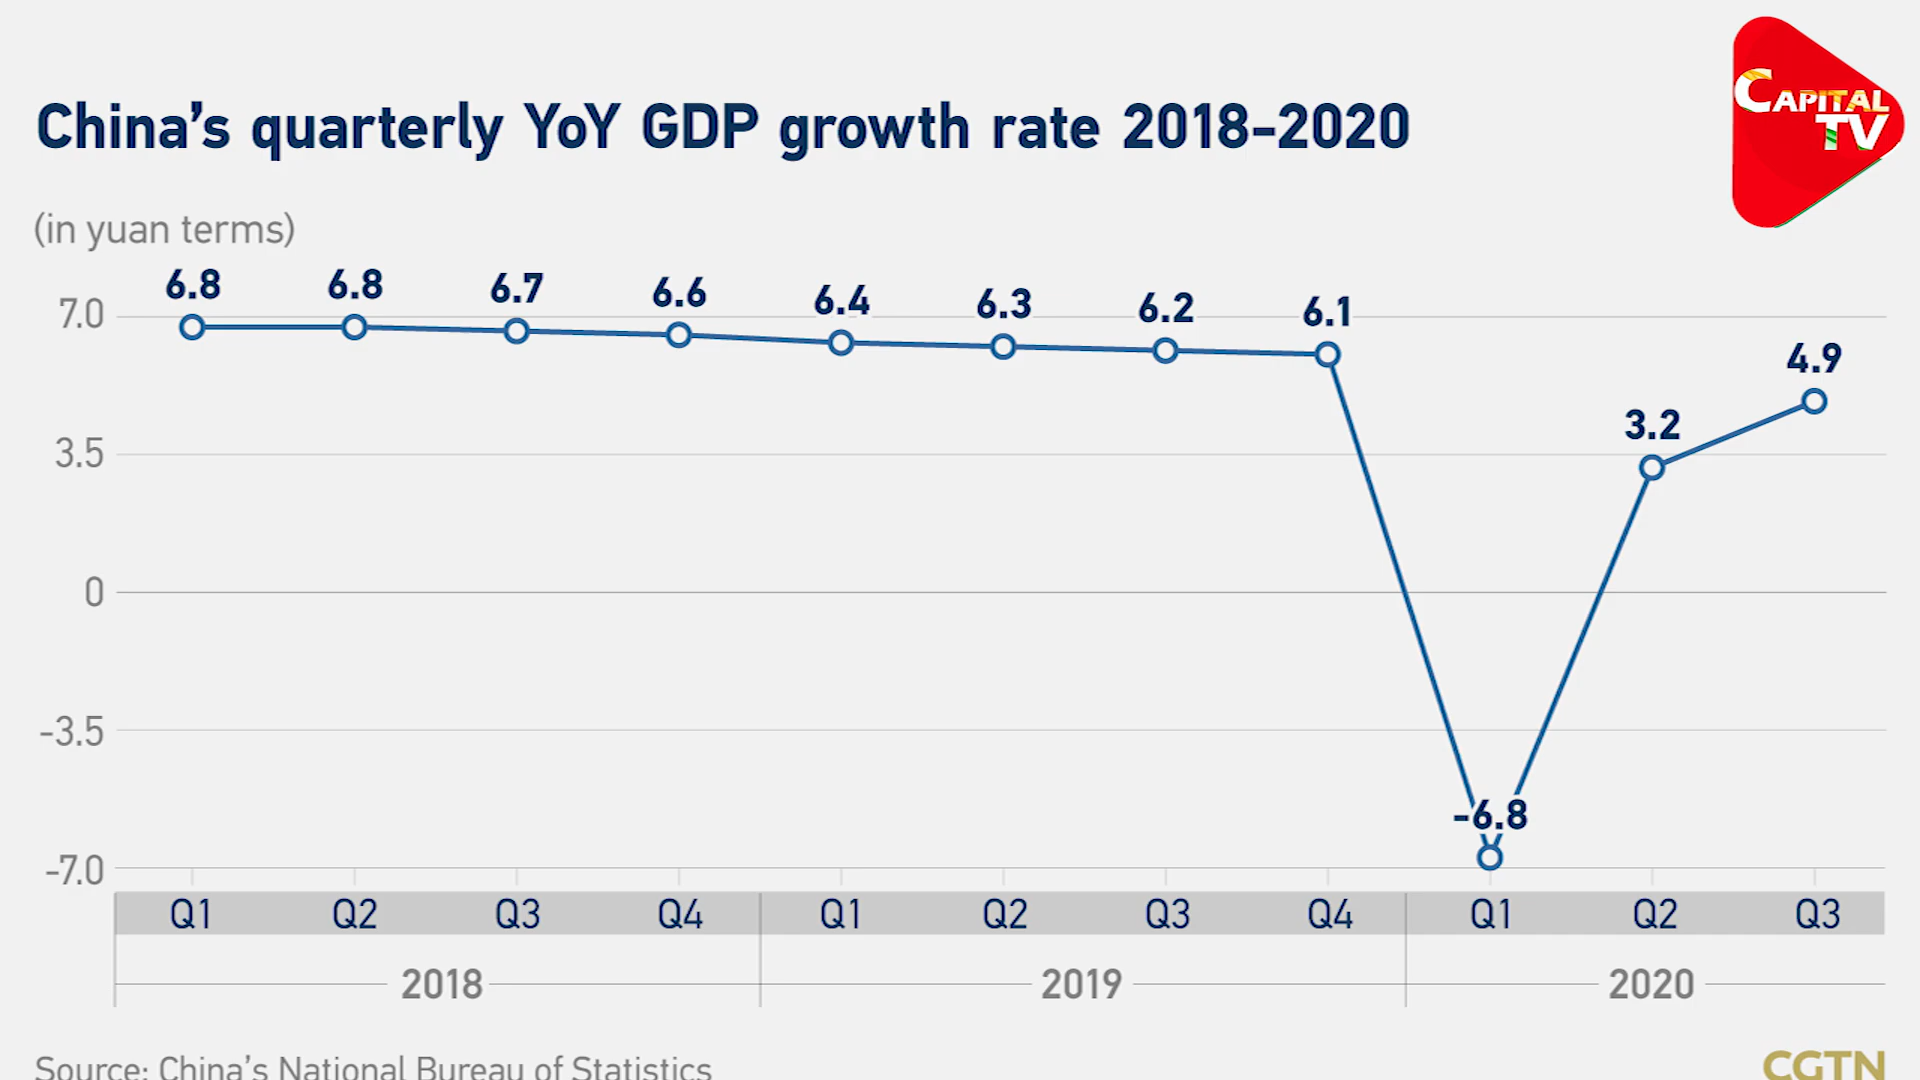 China's quarterly YoY GDP growth rate 2018-2020
CAPITAL
TV
(in yuan terms)
6.8 6.8 6.7 6.6 6.4 6.3 6.2 6.1
7.0
4.9
3.2
3.5
0
-3.5
-6.8
-7.0
Q1 Q2 Q3 Q4 Q1 Q2 Q3 Q4 Q1 Q2 Q3
2018 2019 2020
Source: China's National Bureau of Statistics
CGTN